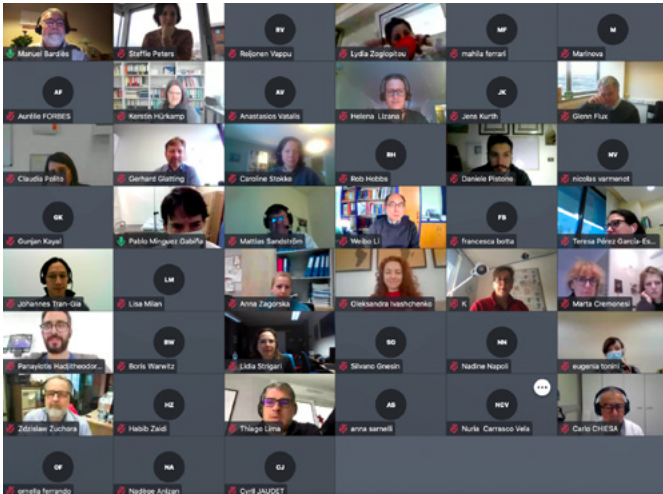 Manuel Bardiès
Steffie Peters
RV
Reijonen Vappu
Lydia Zoglopitou
MF
mahila ferrari
M
Marinova
AF
Aurélie FORBES
Kerstin Hürkamp
AV
Anastasios Vatalis
Helena Lizana
JK
Jens Kurth
Glenn Flux
Claudia Polito
Gerhard Glatting
Caroline Stokke
RH
Rob Hobbs
Daniele Pistone
NV
nicolas varmenot
GK
Gunjan Kayal
Pablo Mínguez Gabiña
Mattias Sandström
Weibo Li
FB
francesca botta
Teresa Pérez García-Es...
Johannes Tran-Gia
LM
Lisa Milan
Anna Zagorska
Oleksandra Ivashchenko
K
Marta Cremonesi
Panayiotis Hadjitheodor...
BW
Boris Warwitz
Lidia Strigari
SG
Silvano Gnesin
NN
Nadine Napoli
eugenia tonini
Zdzislaw Zuchora
HZ
Habib Zaidi
Thiago Lima
AS
anna sarnelli
NCV
Nuria Carrasco Vela
Carlo CHIESA
OF
ornella ferrando
NA
Nadège Anizan
CJ
Cyril JAUDET